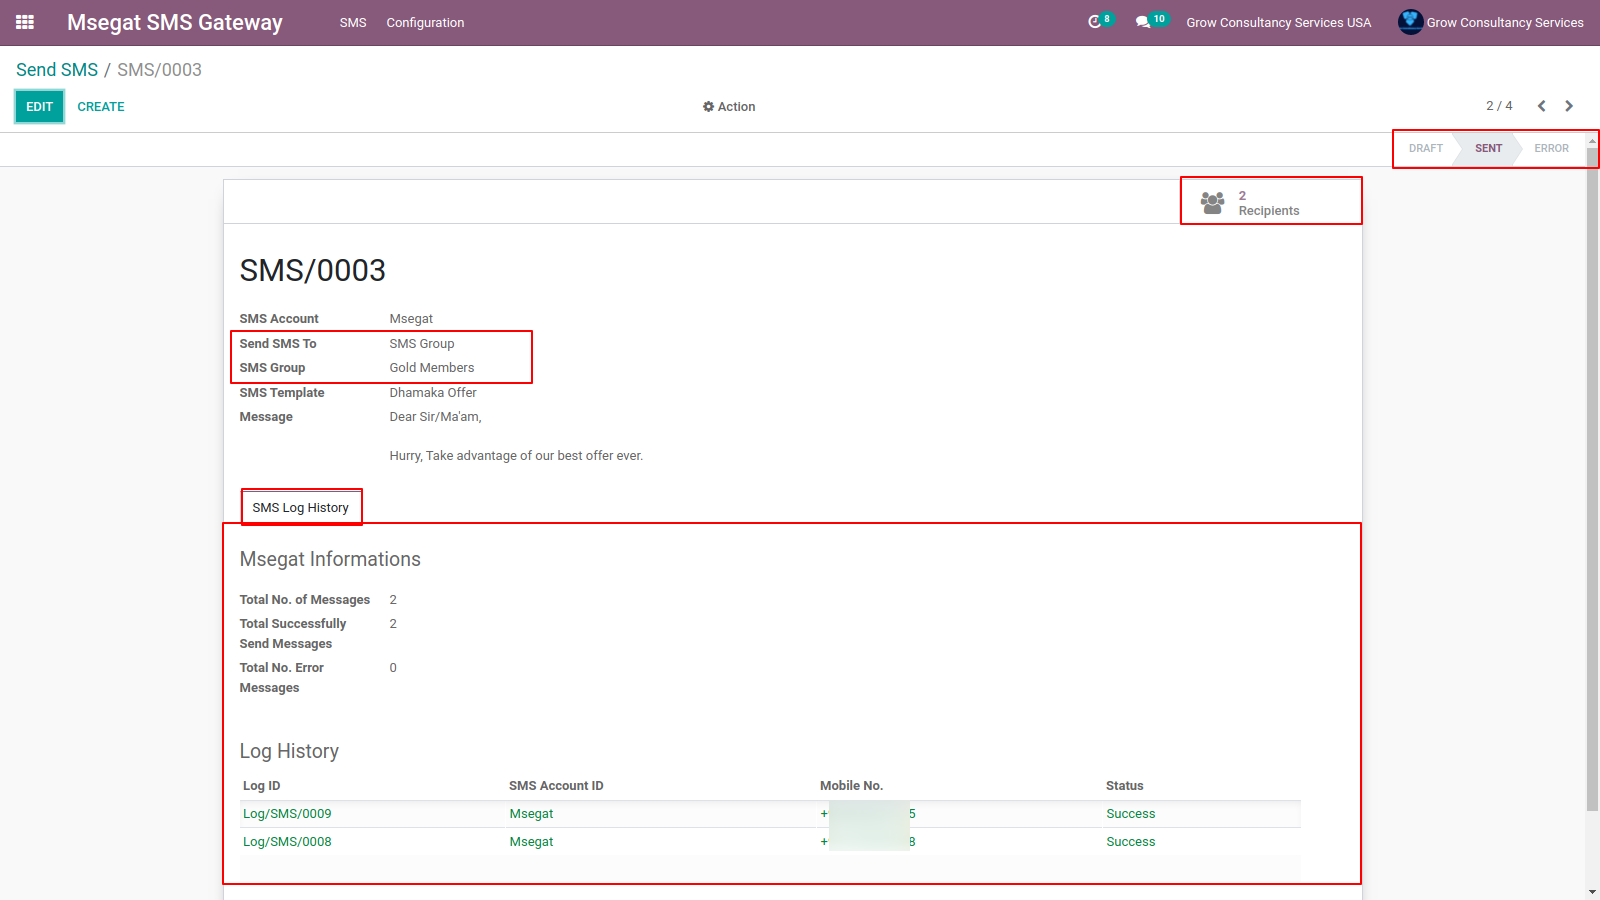 Msegat SMS Gateway SMS Configuration 8 10 Grow Consultancy Services USA Grow Consultancy Services
Send SMS / SMS/0003
EDIT CREATE Action 2 / 4
DRAFT SENT ERROR
2
Recipients
SMS/0003
SMS Account Msegat
Send SMS To SMS Group
SMS Group Gold Members
SMS Template Dhamaka Offer
Message Dear Sir/Ma'am,
Hurry, Take advantage of our best offer ever.
SMS Log History
Msegat Informations
Total No. of Messages 2
Total Successfully 2
Send Messages
Total No. Error 0
Messages
Log History
Log ID SMS Account ID Mobile No. Status
Log/SMS/0009 Msegat + 5 Success
Log/SMS/0008 Msegat + 8 Success